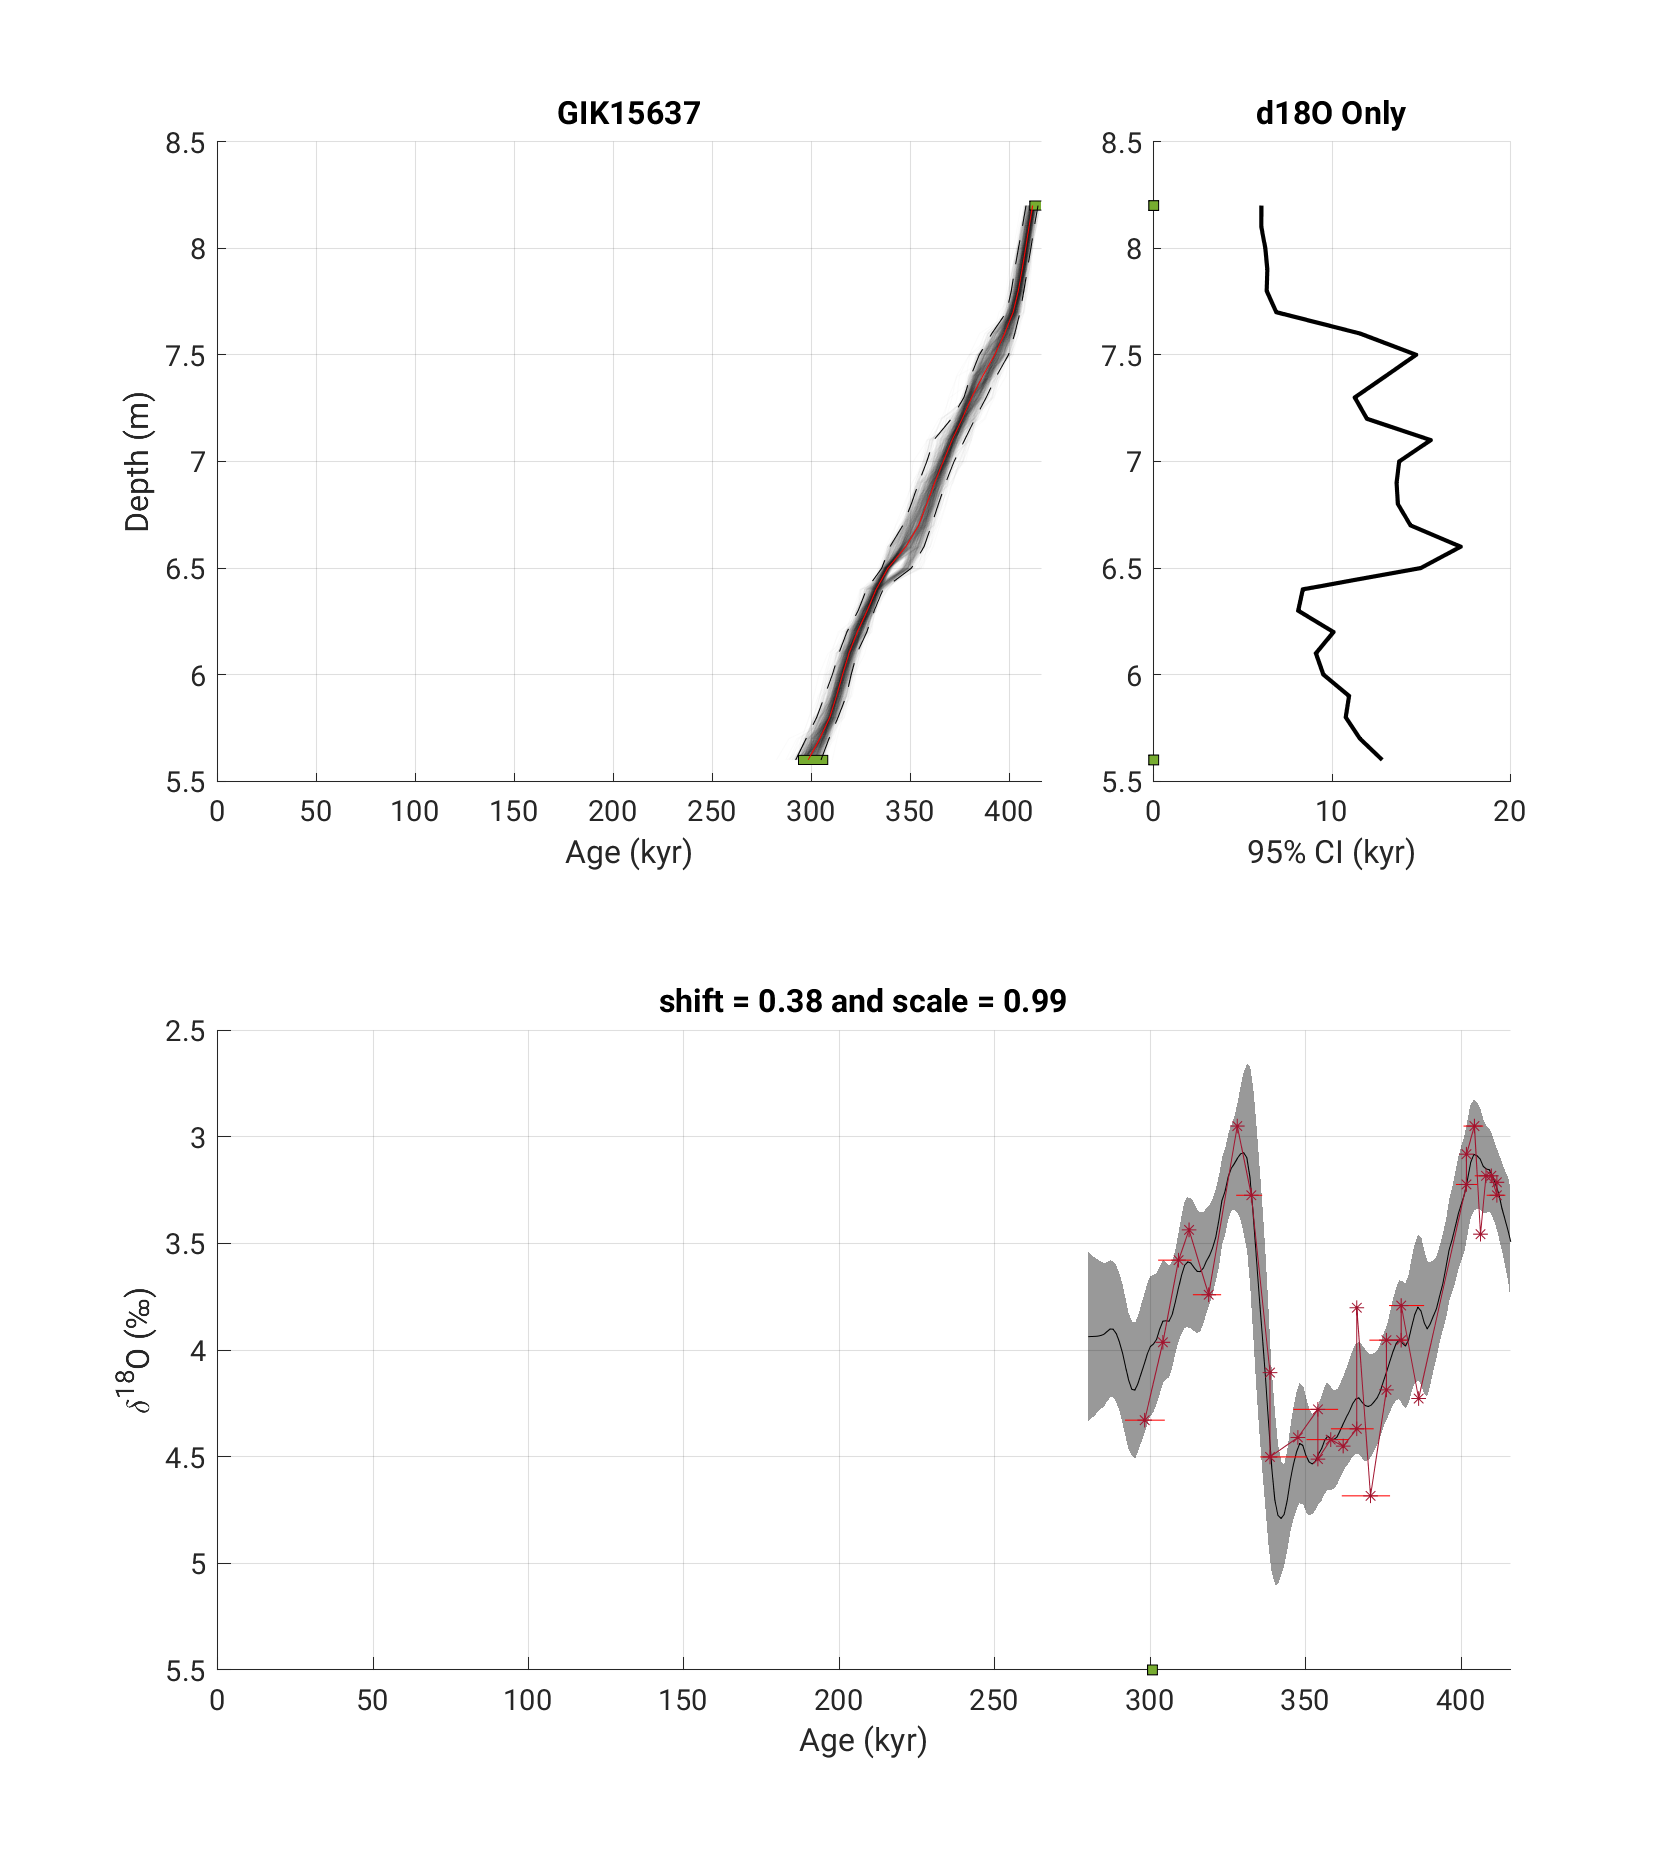 GIK15637
8.5
8
7.5
7
6.5
6
5.5
Depth (m)
0 50 100 150 200 250 300 350 400
Age (kyr)
d18O Only
8.5
8
7.5
7
6.5
6
5.5
0 10 20
95% CI (kyr)
shift = 0.38 and scale = 0.99
2.5
3
3.5
4
4.5
5
5.5
δ18O (‰)
0 50 100 150 200 250 300 350 400
Age (kyr)